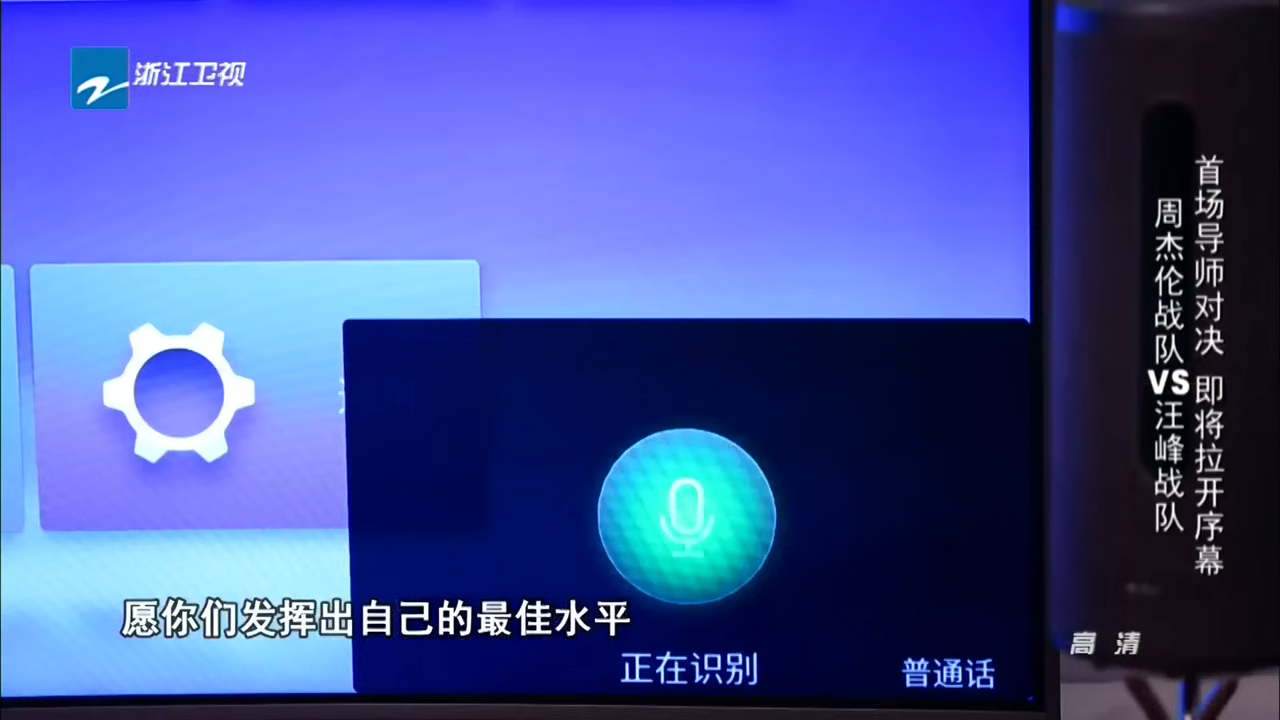 浙江卫视
首场导师对决 即将拉开序幕
周杰伦战队VS汪峰战队
愿你们发挥出自己的最佳水平
正在识别
普通话
高清